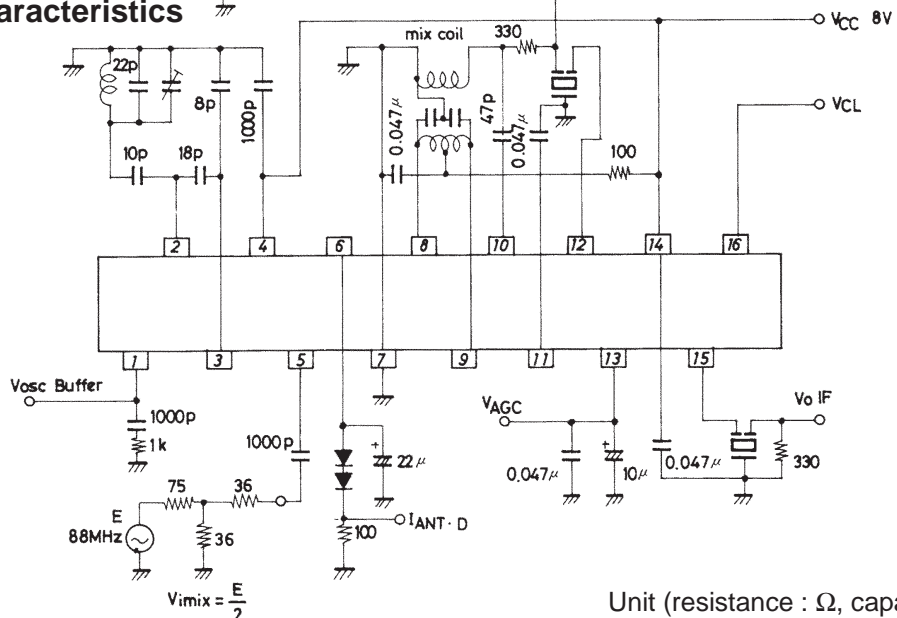 aracteristics
VCC 8V
mix coil
330
22p
8p
1000p
0.047μ
47p
0.047μ
VCL
10p
18p
100
2
4
6
8
10
12
14
16
1
3
5
7
9
11
13
15
Vosc Buffer
1000p
1k
1000p
22μ
VAGC
0.047μ
10μ
0.047μ
Vo IF
330
75
36
36
E
88MHz
100
IANT·D
Vimix = E/2
Unit (resistance : Ω, capa